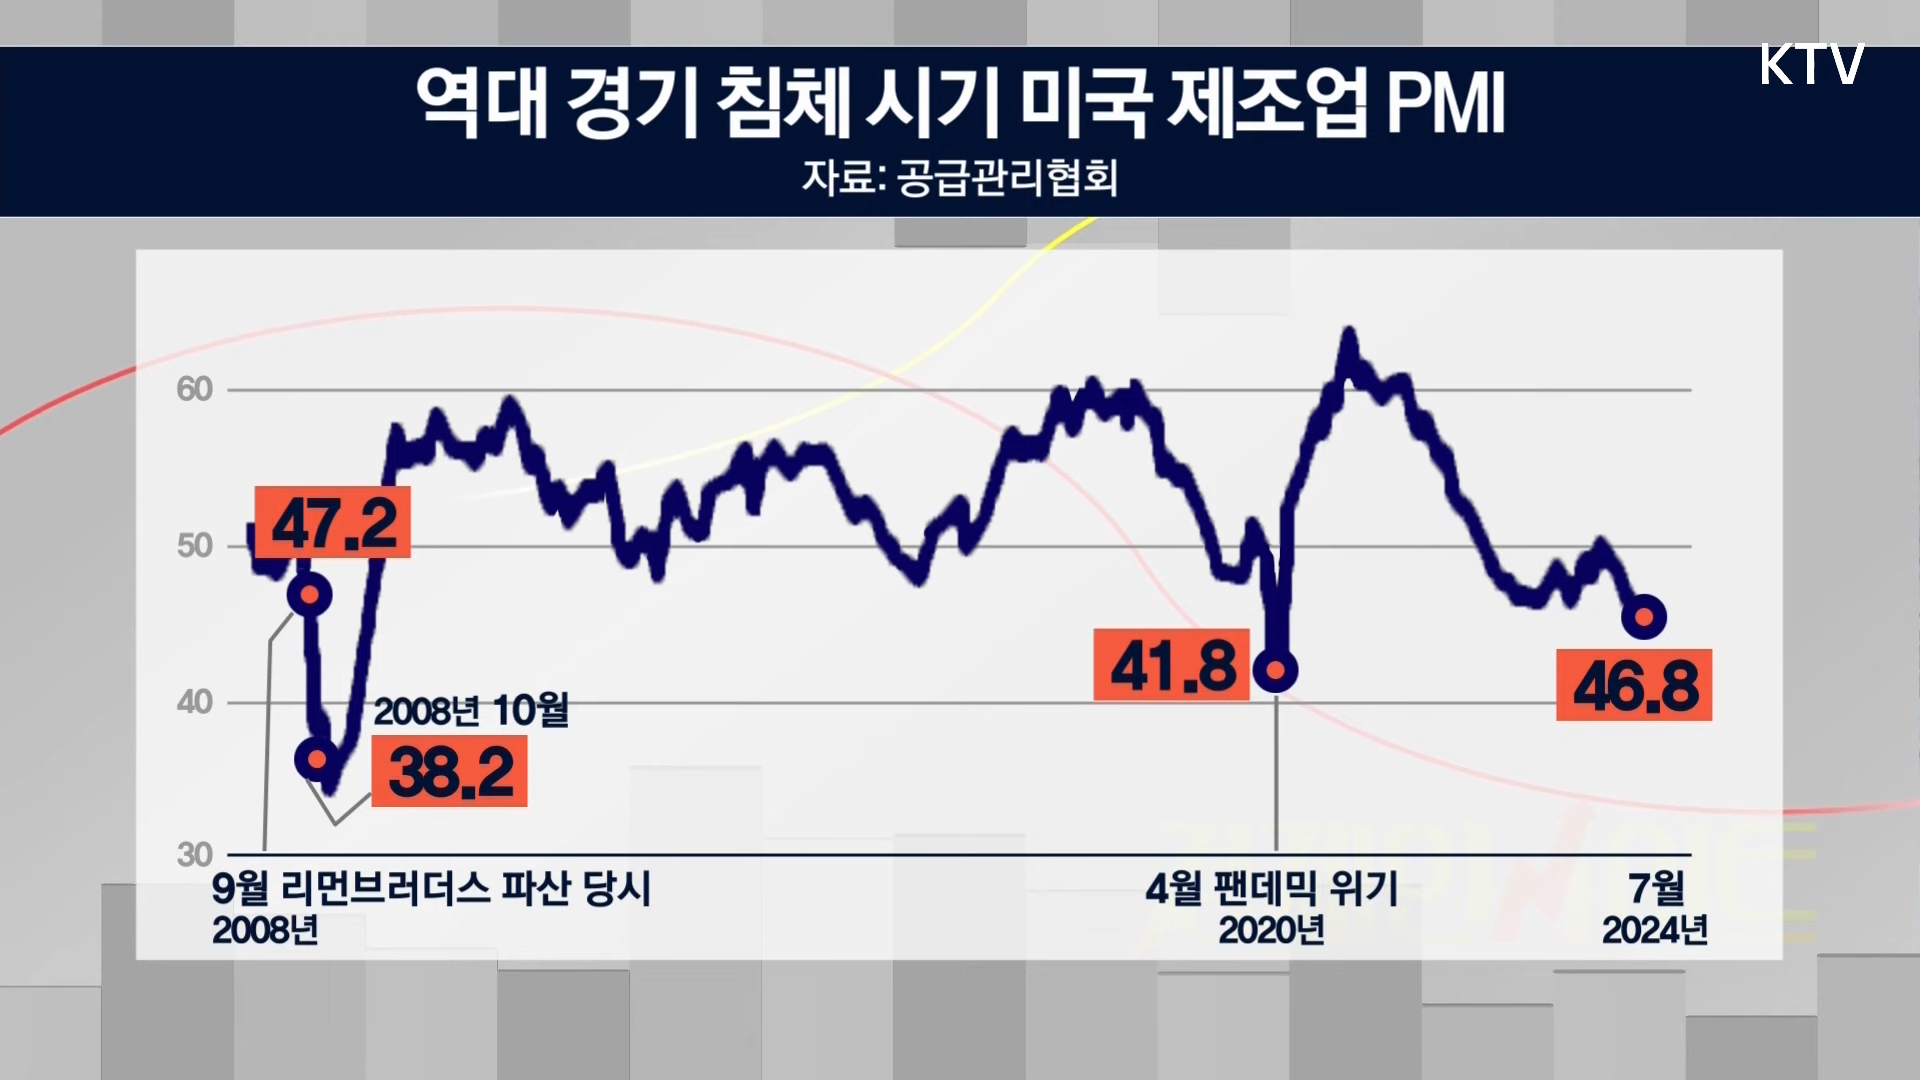 KTV
역대 경기 침체 시기 미국 제조업 PMI
자료: 공급관리협회
60
50
40
30
47.2
2008년 10월
38.2
41.8
46.8
9월 리먼브러더스 파산 당시
2008년
4월 팬데믹 위기
2020년
7월
2024년